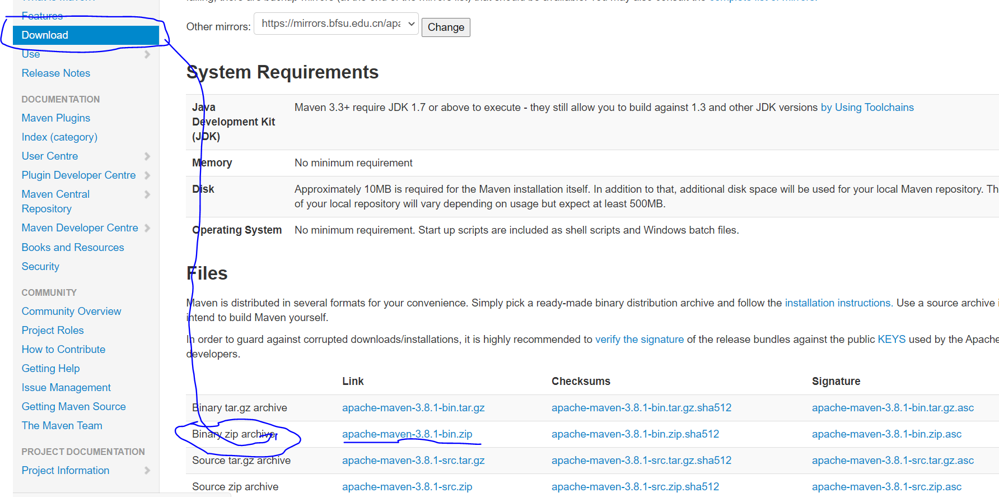 Features
Download
Use
Release Notes
DOCUMENTATION
Maven Plugins
Index (category)
User Centre
Plugin Developer Centre
Maven Central
Repository
Maven Developer Centre
Books and Resources
Security
COMMUNITY
Community Overview
Project Roles
How to Contribute
Getting Help
Issue Management
Getting Maven Source
The Maven Team
PROJECT DOCUMENTATION
Project Information
Other mirrors: https://mirrors.bfsu.edu.cn/apa Change
System Requirements
Java
Development Kit
(JDK)
Maven 3.3+ require JDK 1.7 or above to execute - they still allow you to build against 1.3 and other JDK versions by Using Toolchains
Memory No minimum requirement
Disk Approximately 10MB is required for the Maven installation itself. In addition to that, additional disk space will be used for your local Maven repository. Th
of your local repository will vary depending on usage but expect at least 500MB.
Operating System No minimum requirement. Start up scripts are included as shell scripts and Windows batch files.
Files
Maven is distributed in several formats for your convenience. Simply pick a ready-made binary distribution archive and follow the installation instructions. Use a source archive i
intend to build Maven yourself.
In order to guard against corrupted downloads/installations, it is highly recommended to verify the signature of the release bundles against the public KEYS used by the Apache
developers.
Link Checksums Signature
Binary tar.gz archive apache-maven-3.8.1-bin.tar.gz apache-maven-3.8.1-bin.tar.gz.sha512 apache-maven-3.8.1-bin.tar.gz.asc
Binary zip archive apache-maven-3.8.1-bin.zip apache-maven-3.8.1-bin.zip.sha512 apache-maven-3.8.1-bin.zip.asc
Source tar.gz archive apache-maven-3.8.1-src.tar.gz apache-maven-3.8.1-src.tar.gz.sha512 apache-maven-3.8.1-src.tar.gz.asc
Source zip archive apache-maven-3.8.1-src.zip apache-maven-3.8.1-src.zip.sha512 apache-maven-3.8.1-src.zip.asc